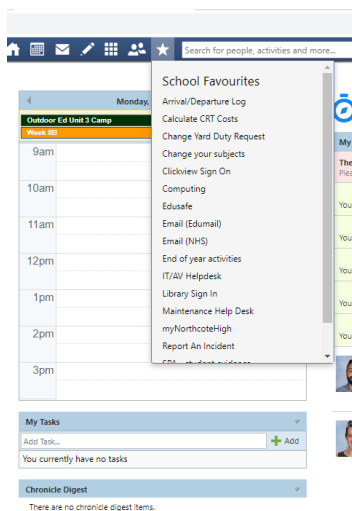 Search for people, activities and more...
School Favourites
Arrival/Departure Log
Calculate CRT Costs
Change Yard Duty Request
Change your subjects
Clickview Sign On
Computing
Edusafe
Email (Edumail)
Email (NHS)
End of year activities
IT/AV Helpdesk
Library Sign In
Maintenance Help Desk
myNorthcoteHigh
Report An Incident
Monday,
Outdoor Ed Unit 3 Camp
Week 8B
9am
10am
11am
12pm
1pm
2pm
3pm
My
The
Plea
You
You
You
You
You
My Tasks
Add Task...
Add
You currently have no tasks
Chronicle Digest
There are no chronicle digest items.